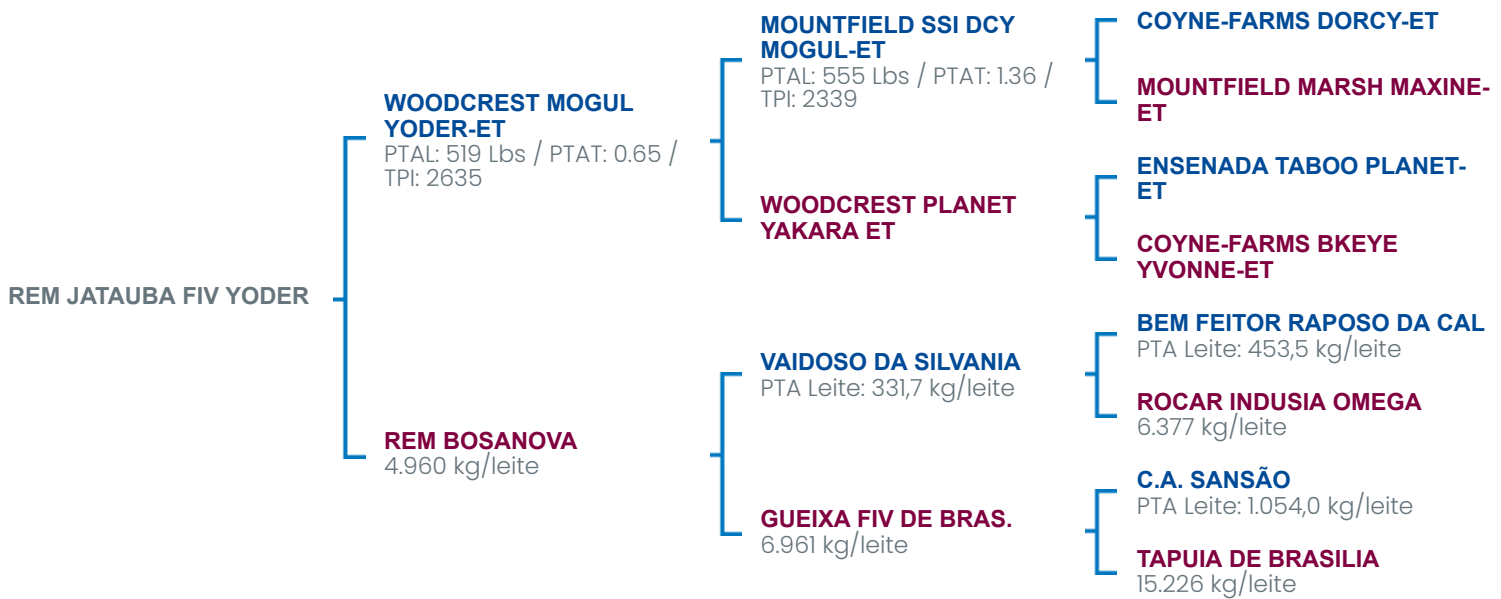 REM JATAUBA FIV YODER
WOODCREST MOGUL
YODER-ET
PTAL: 519 Lbs / PTAT: 0.65 /
TPI: 2635
REM BOSANOVA
4.960 kg/leite
MOUNTFIELD SSI DCY
MOGUL-ET
PTAL: 555 Lbs / PTAT: 1.36 /
TPI: 2339
WOODCREST PLANET
YAKARA ET
VAIDOSO DA SILVANIA
PTA Leite: 331,7 kg/leite
GUEIXA FIV DE BRAS.
6.961 kg/leite
COYNE-FARMS DORCY-ET
MOUNTFIELD MARSH MAXINE-
ET
ENSENADA TABOO PLANET-
ET
COYNE-FARMS BKEYE
YVONNE-ET
BEM FEITOR RAPOSO DA CAL
PTA Leite: 453,5 kg/leite
ROCAR INDUSIA OMEGA
6.377 kg/leite
C.A. SANSÃO
PTA Leite: 1.054,0 kg/leite
TAPUIA DE BRASILIA
15.226 kg/leite